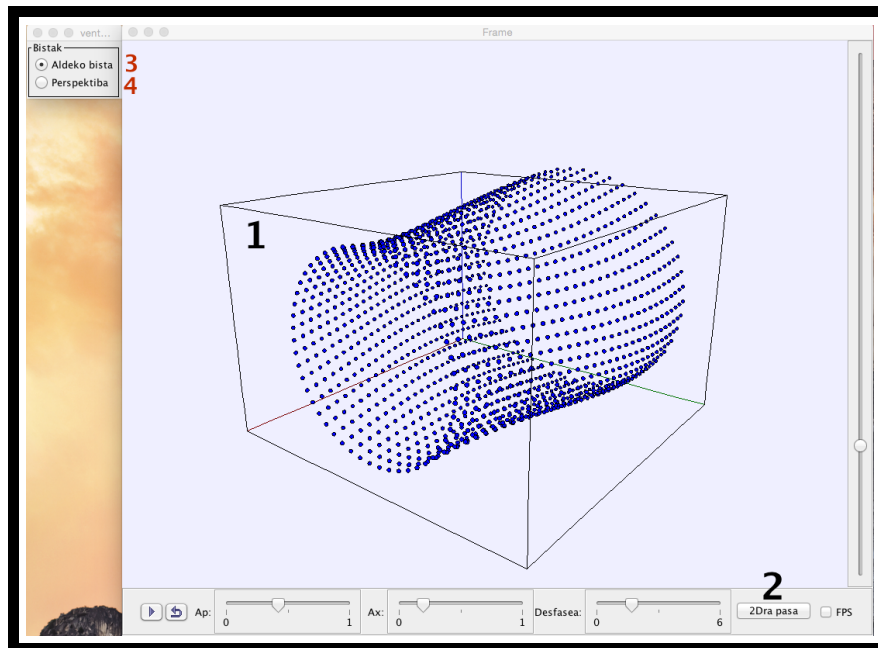 vent... Frame
Bistak
Aldeko bista 3
Perspektiba 4
1
2
Ap: 0 1 Ax: 0 1 Desfasea: 0 6 2Dra pasa FPS